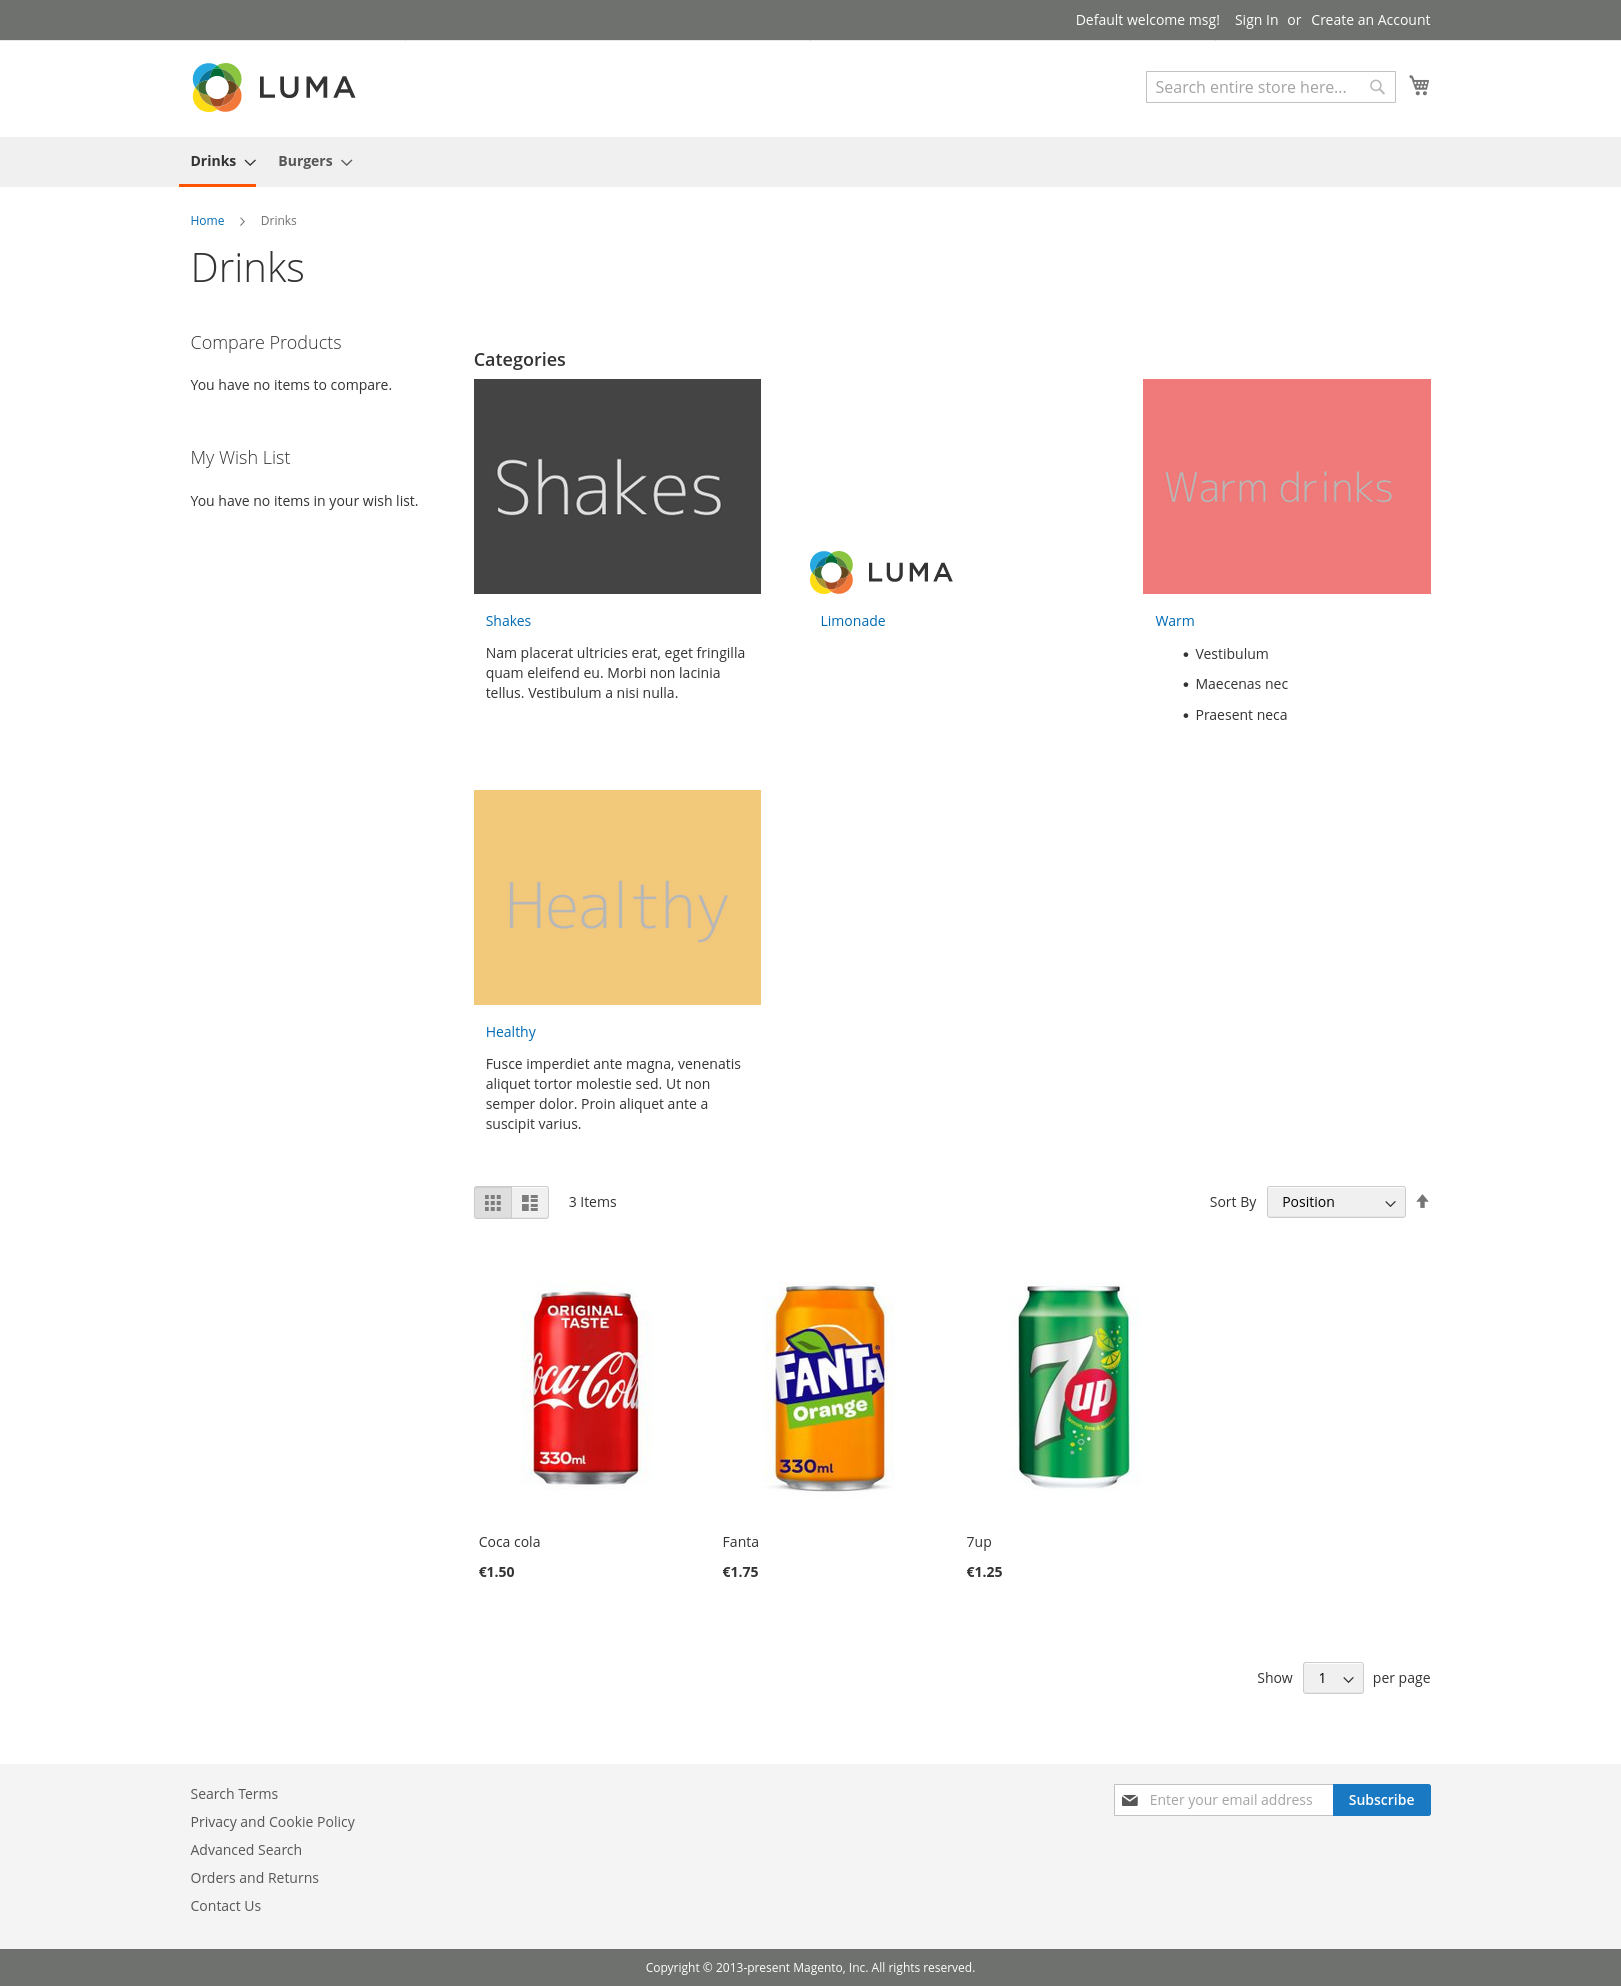 Default welcome msg! Sign In or Create an Account
LUMA
Search entire store here...
Drinks Burgers
Home Drinks
Drinks
Compare Products
You have no items to compare.
My Wish List
You have no items in your wish list.
Categories
Shakes
Shakes
Nam placerat ultricies erat, eget fringilla
quam eleifend eu. Morbi non lacinia
tellus. Vestibulum a nisi nulla.
LUMA
Limonade
Warm drinks
Warm
• Vestibulum
• Maecenas nec
• Praesent neca
Healthy
Healthy
Fusce imperdiet ante magna, venenatis
aliquet tortor molestie sed. Ut non
semper dolor. Proin aliquet ante a
suscipit varius.
3 Items
Sort By Position
ORIGINAL
TASTE
Coca-Cola
330ml
Coca cola
€1.50
FANTA
Orange
330ml
Fanta
€1.75
7up
7up
€1.25
Show 1 per page
Search Terms
Privacy and Cookie Policy
Advanced Search
Orders and Returns
Contact Us
Enter your email address Subscribe
Copyright © 2013-present Magento, Inc. All rights reserved.